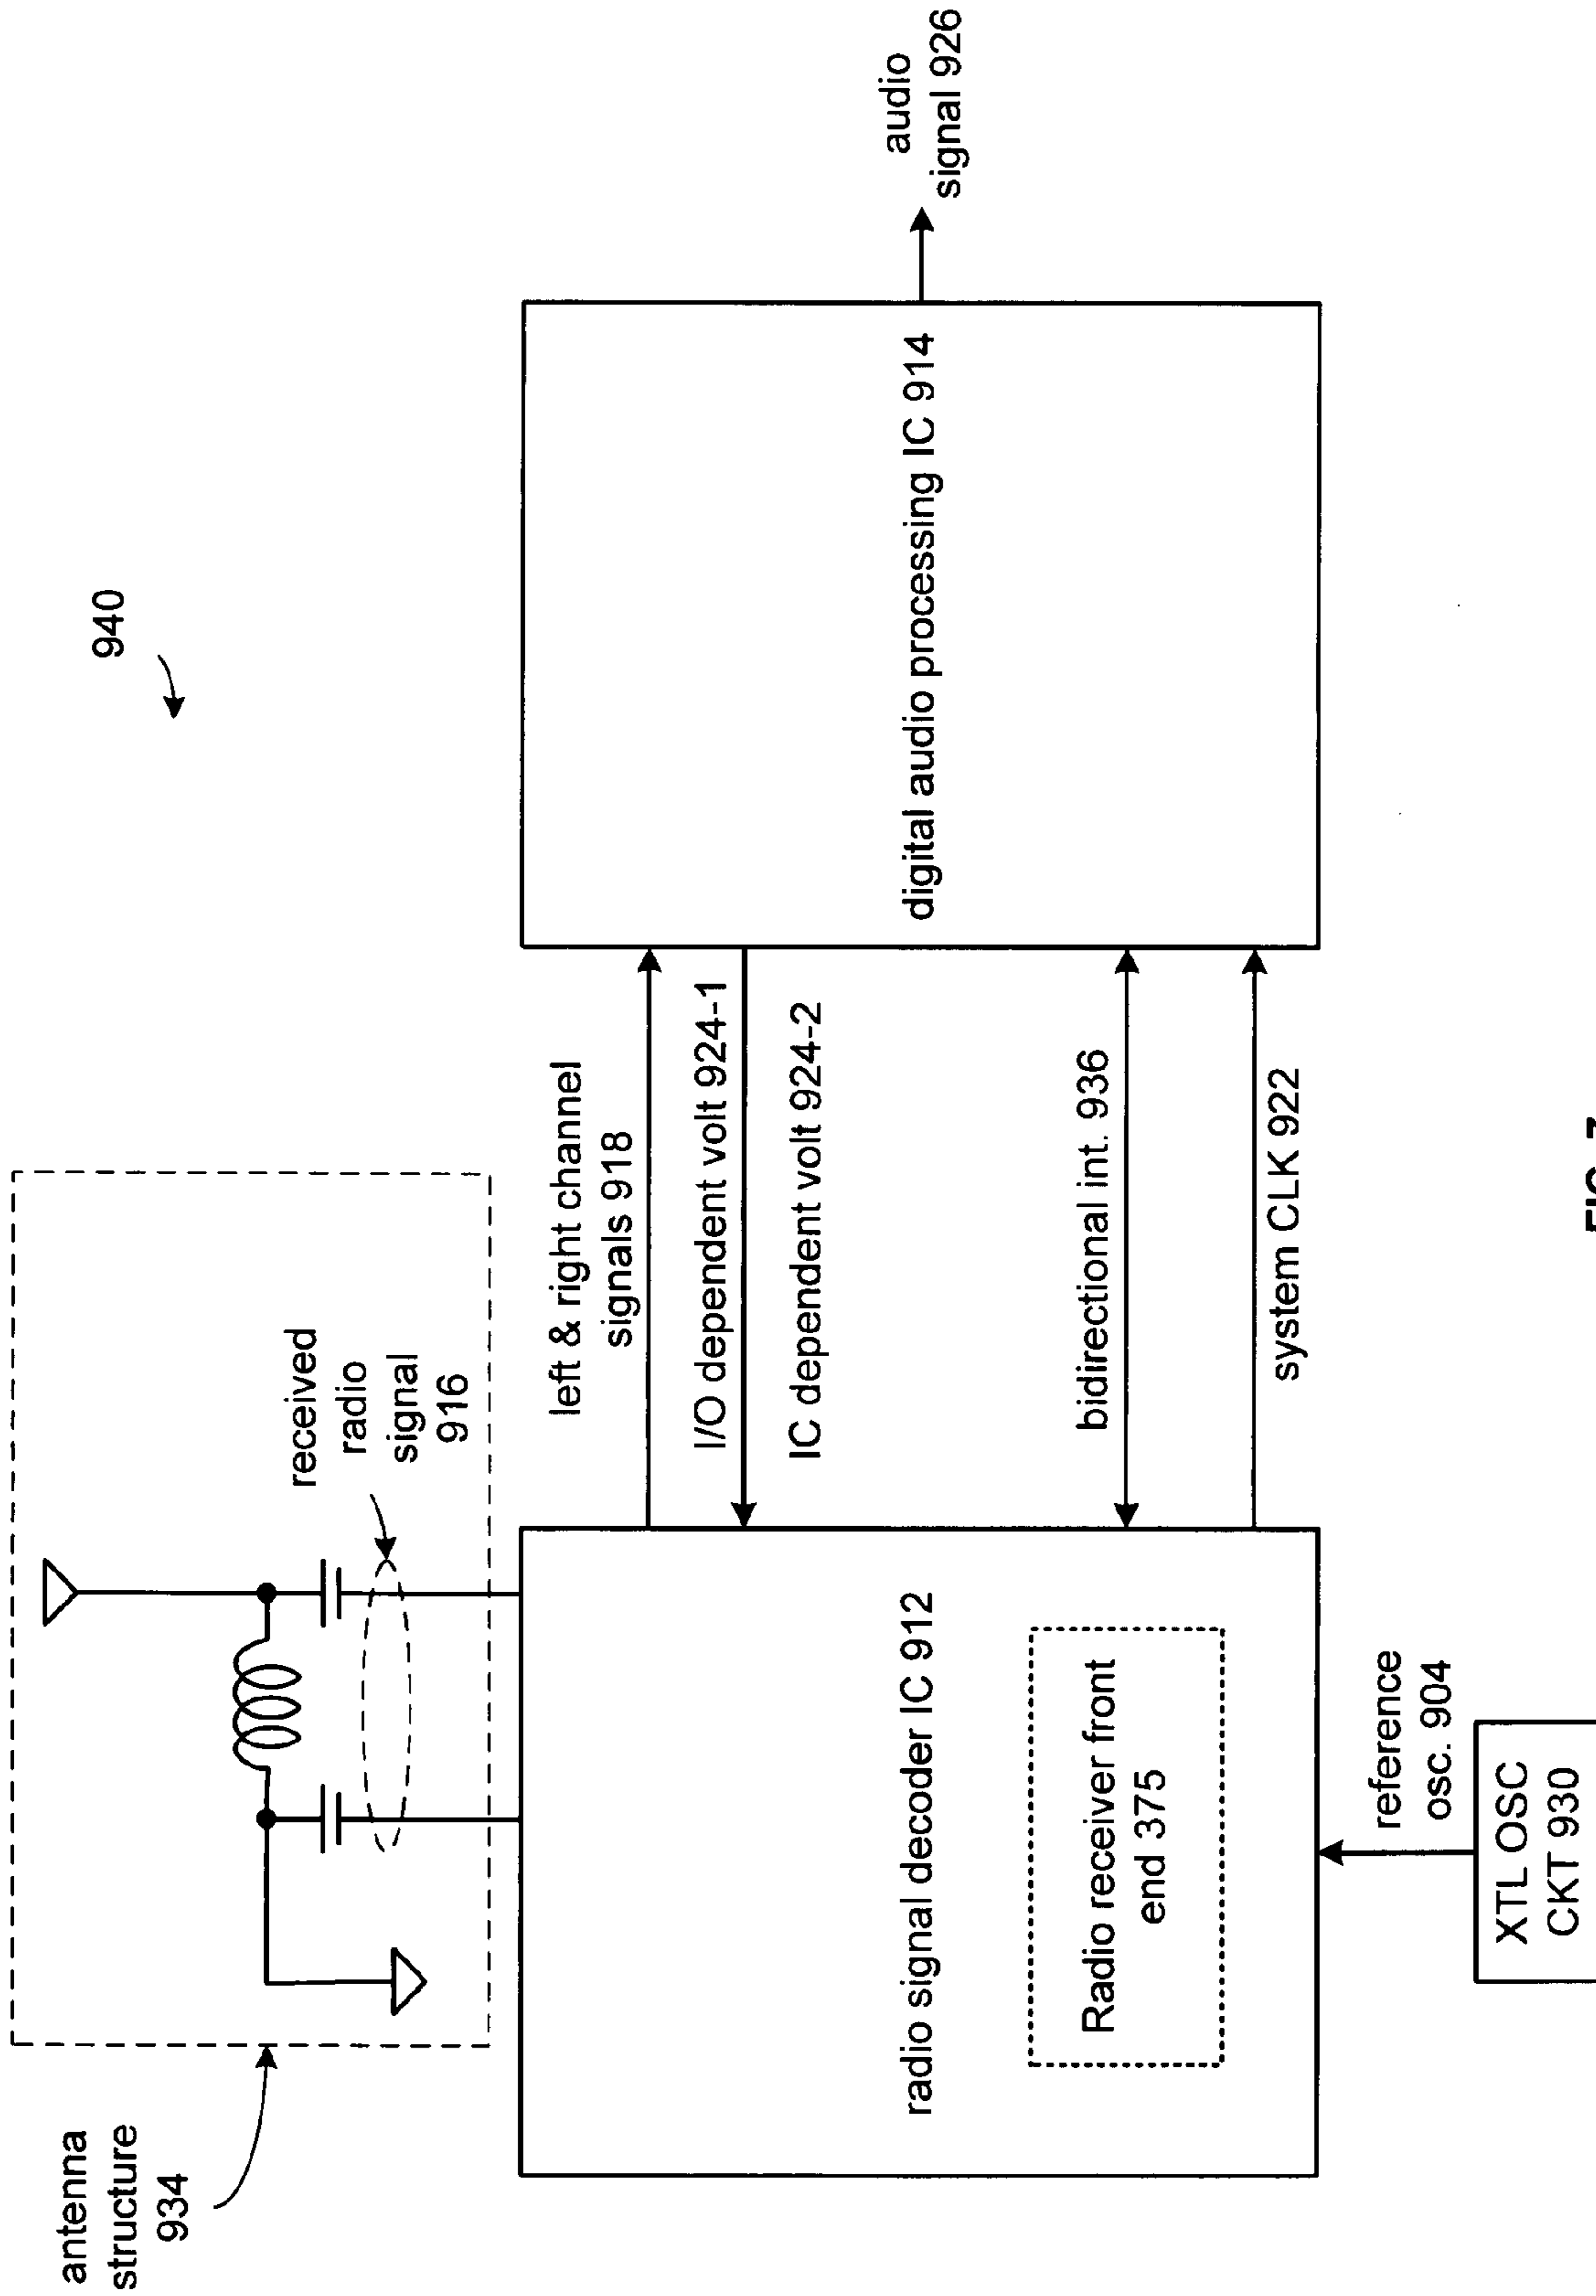 940
antenna
structure
934
received
radio
signal
916
left & right channel
signals 918
I/O dependent volt 924-1
IC dependent volt 924-2
radio signal decoder IC 912
Radio receiver front
end 375
bidirectional int. 936
system CLK 922
digital audio processing IC 914
audio
signal 926
reference
osc. 904
XTL OSC
CKT 930
FIG. 7